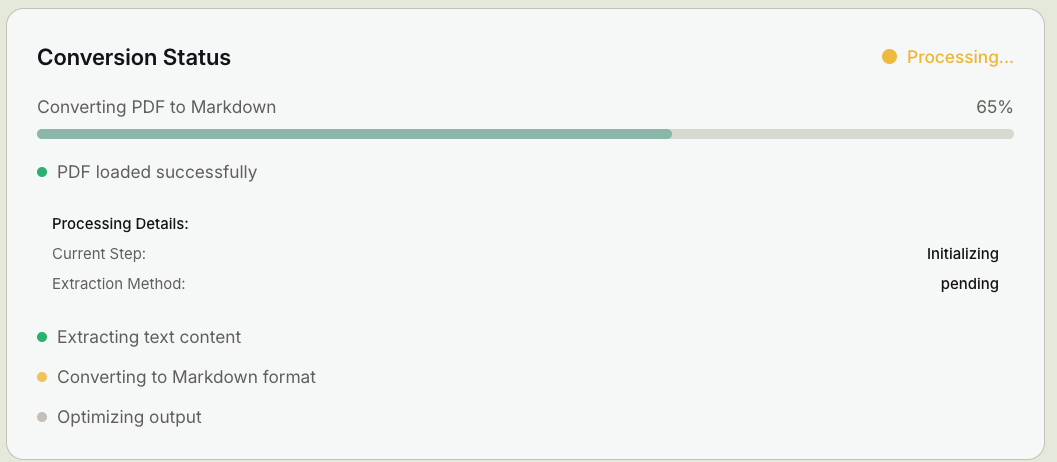 Conversion Status
Processing...
Converting PDF to Markdown
65%
PDF loaded successfully
Processing Details:
Current Step:
Initializing
Extraction Method:
pending
Extracting text content
Converting to Markdown format
Optimizing output